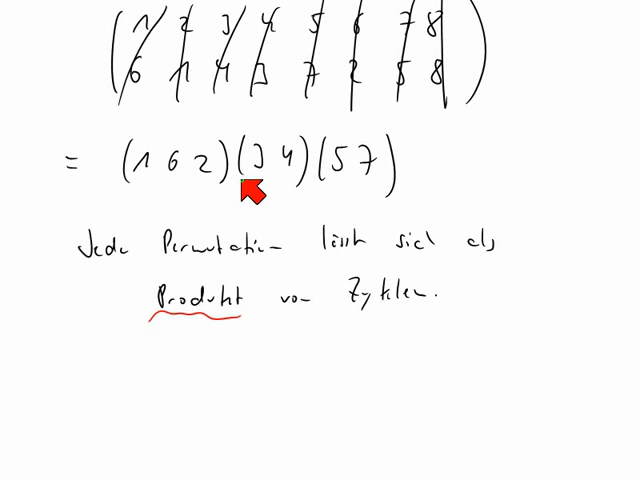 ( 1 2 3 4 5 6 7 8 )
( 6 1 4 3 7 2 5 8 )
= (1 6 2)(3 4)(5 7)
Jede Permutation lässt sich als
Produkt von Zyklen.